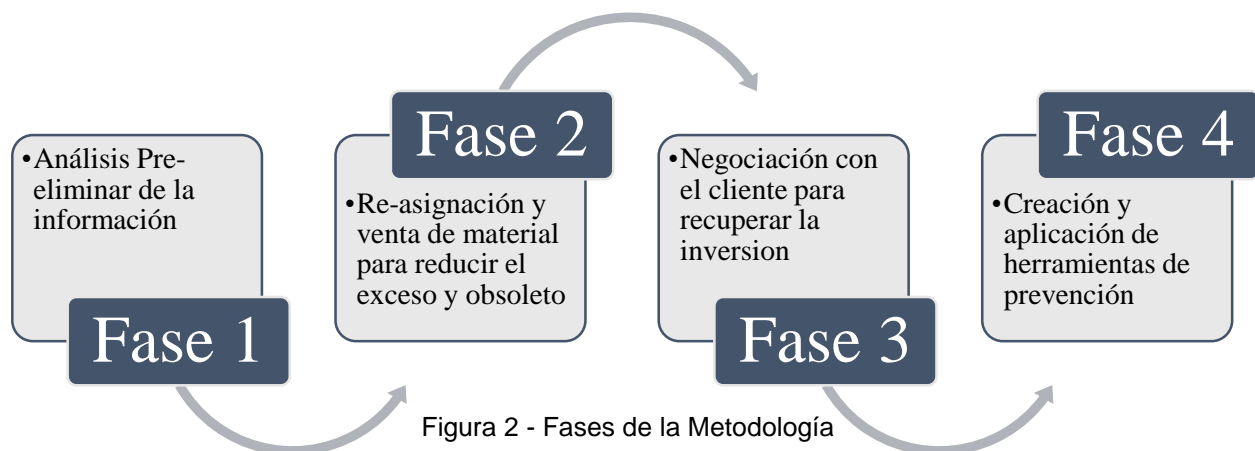 •Análisis Pre-
eliminar de la
información
Fase 1
Fase 2
•Re-asignación y
venta de material
para reducir el
exceso y obsoleto
•Negociación con
el cliente para
recuperar la
inversion
Fase 3
Fase 4
•Creación y
aplicación de
herramientas de
prevención
Figura 2 - Fases de la Metodología